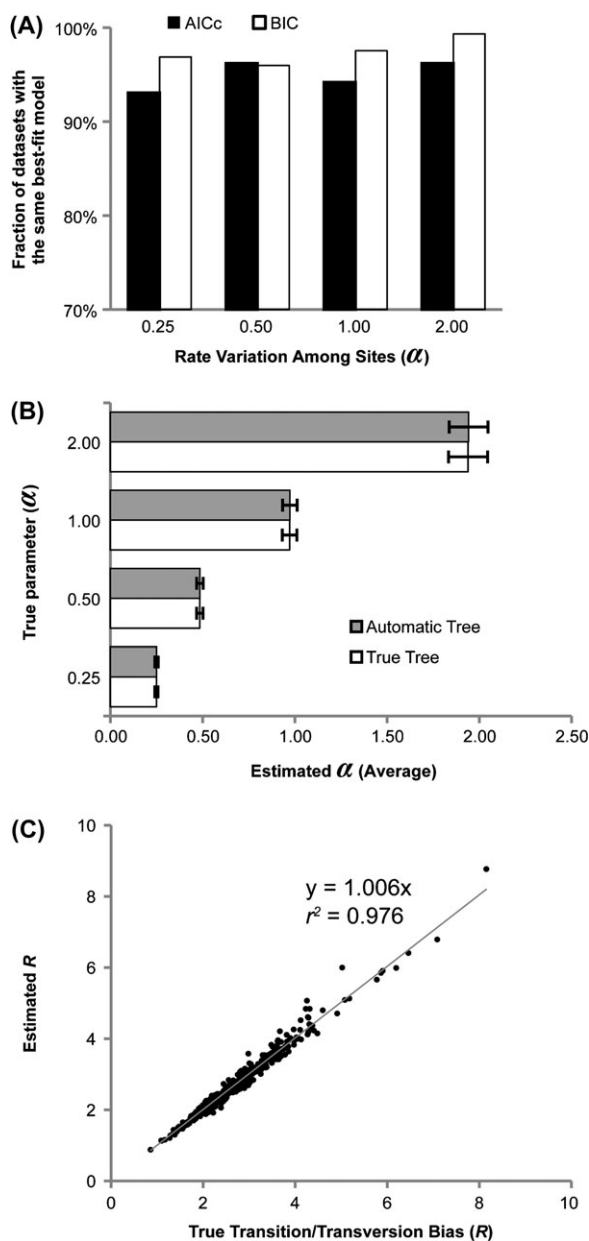 (A)
AICc BIC
Fraction of datasets with
the same best-fit model
100%
90%
80%
70%
0.25 0.50 1.00 2.00
Rate Variation Among Sites (α)
(B)
True parameter (α)
2.00
1.00
0.50
0.25
Automatic Tree
True Tree
0.00 0.50 1.00 1.50 2.00 2.50
Estimated α (Average)
(C)
Estimated R
10
8
6
4
2
0
y = 1.006x
r² = 0.976
0 2 4 6 8 10
True Transition/Transversion Bias (R)